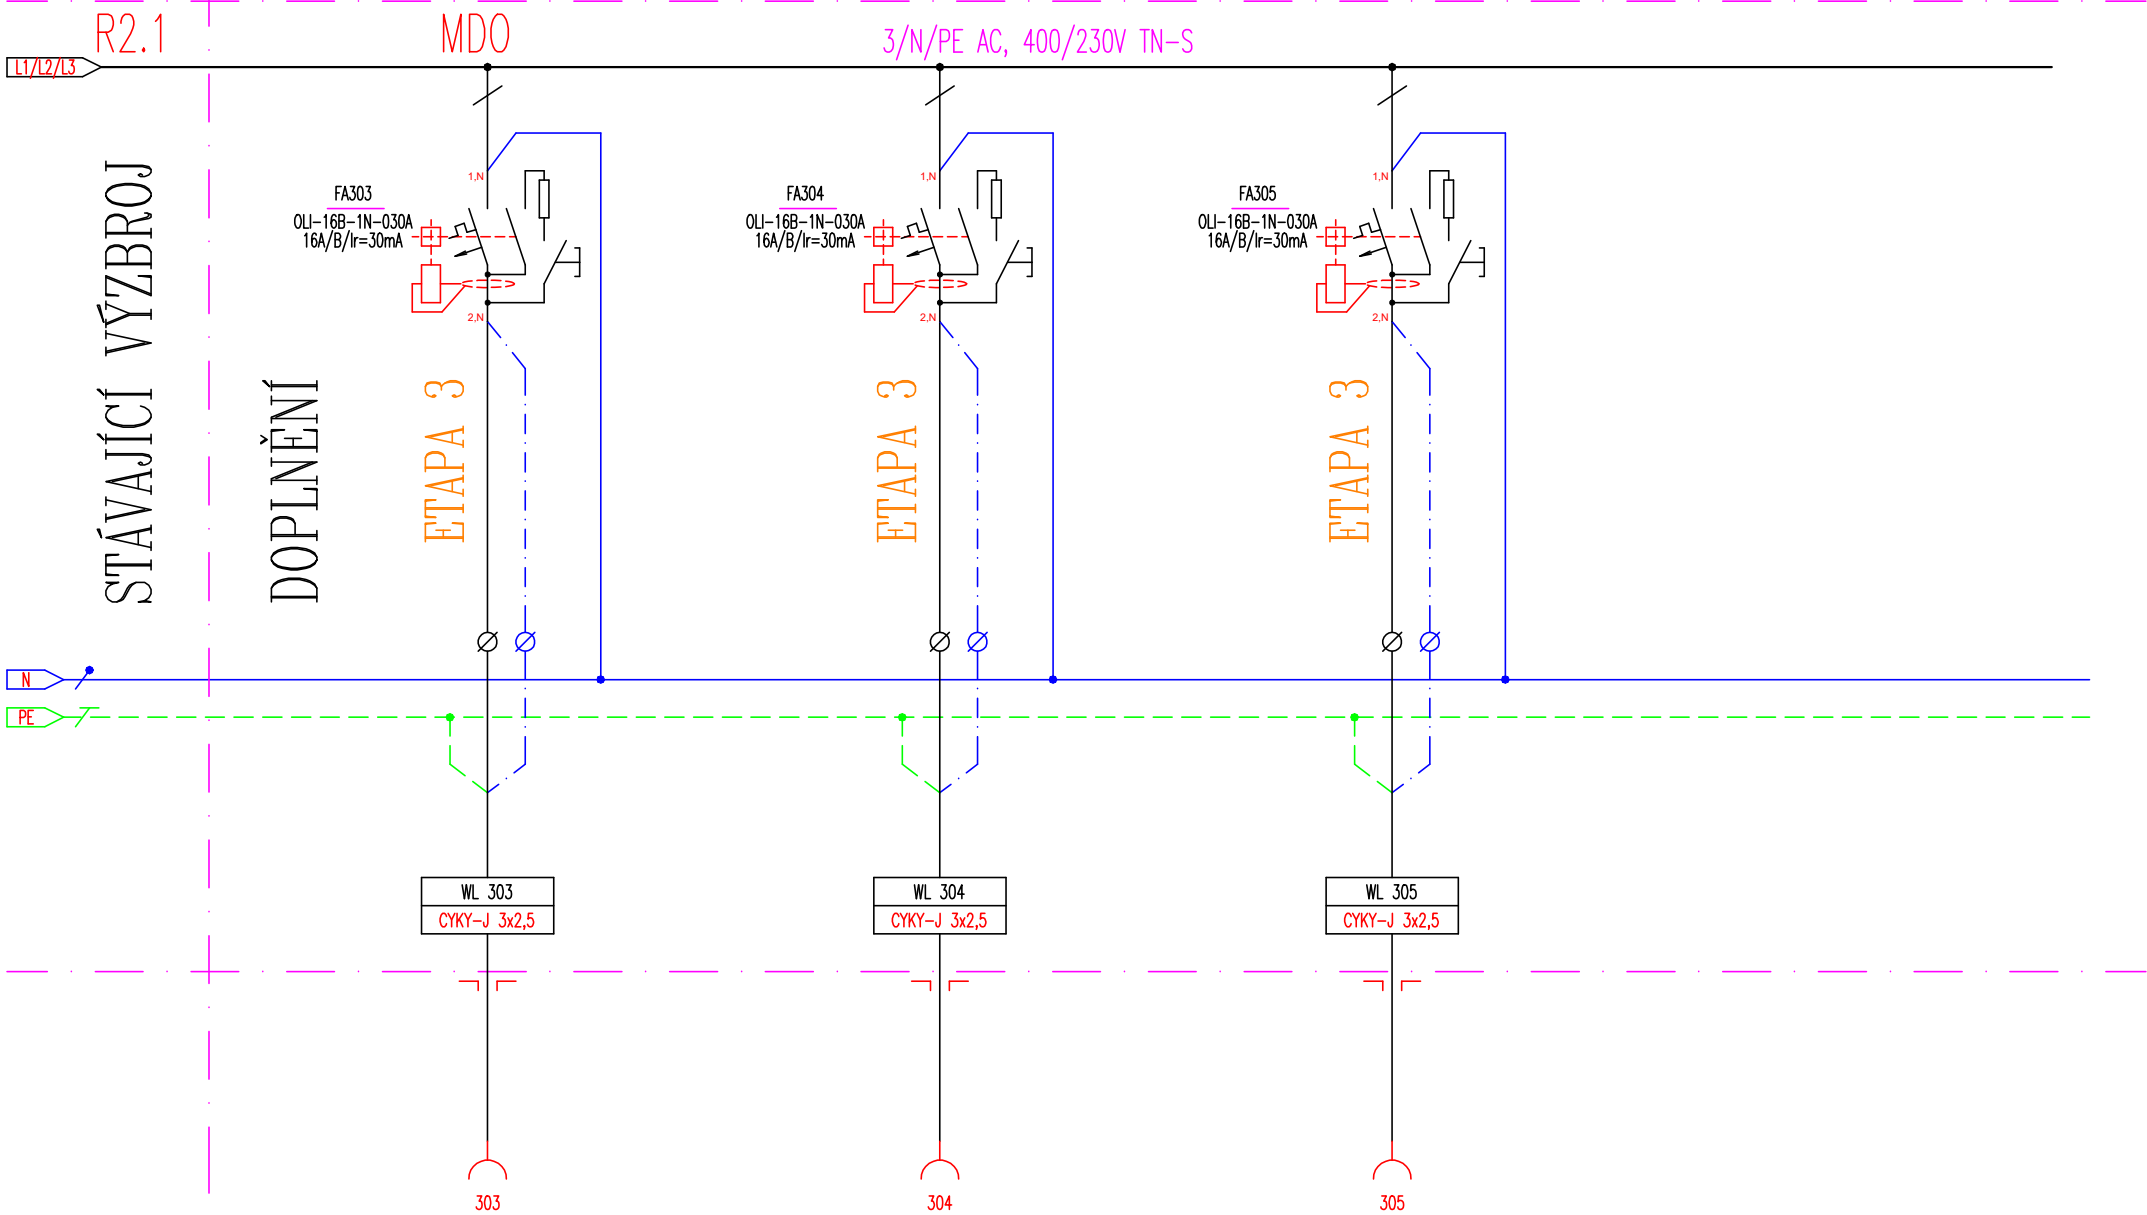 R2.1
MDO
3/N/PE AC, 400/230V TN-S
L1/L2/L3
STÁVAJÍCÍ VÝZBROJ
DOPLNĚNÍ
FA303
OLI-16B-1N-030A
16A/B/Ir=30mA
1,N
2,N
ETAPA 3
FA304
OLI-16B-1N-030A
16A/B/Ir=30mA
1,N
2,N
ETAPA 3
FA305
OLI-16B-1N-030A
16A/B/Ir=30mA
1,N
2,N
ETAPA 3
N
PE
WL 303
CYKY-J 3x2,5
WL 304
CYKY-J 3x2,5
WL 305
CYKY-J 3x2,5
303
304
305